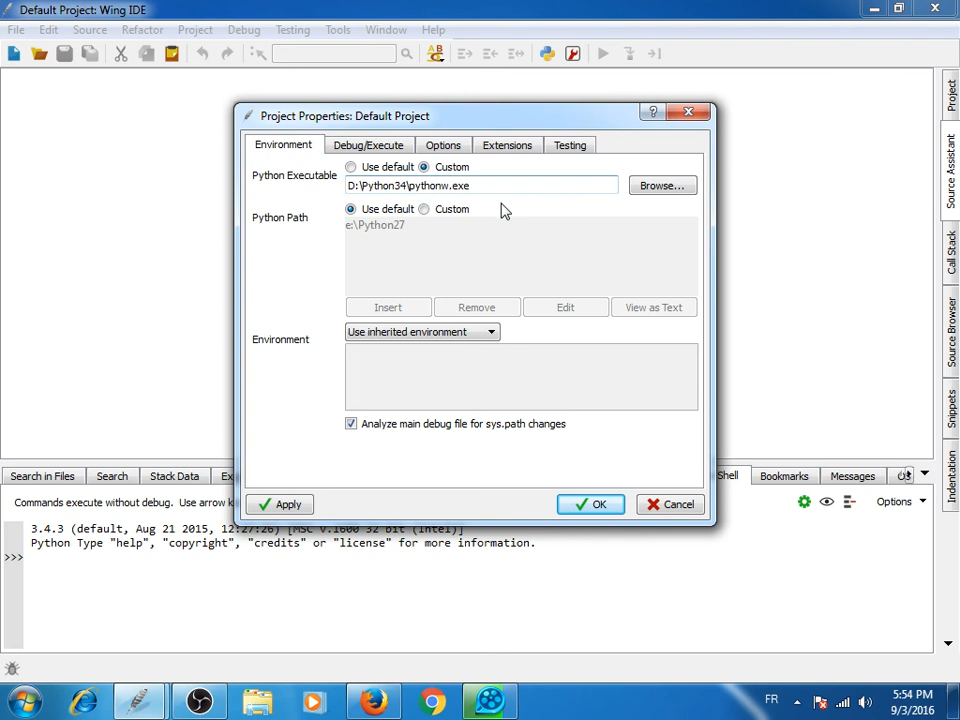 Default Project: Wing IDE
File Edit Source Refactor Project Debug Testing Tools Window Help
Project Properties: Default Project
Environment Debug/Execute Options Extensions Testing
Use default Custom
Python Executable
D:\Python34\pythonw.exe Browse...
Python Path Use default Custom
e:\Python27
Insert Remove Edit View as Text
Environment Use inherited environment
Analyze main debug file for sys.path changes
Apply OK Cancel
Project
Source Assistant
Call Stack
Source Browser
Snippets
Indentation
Search in Files Search Stack Data Ex Shell Bookmarks Messages
Commands execute without debug. Use arrow k Options
3.4.3 (default, Aug 21 2015, 12:27:26) [MSC v.1600 32 bit (Intel)]
Python Type "help", "copyright", "credits" or "license" for more information.
>>>
FR 5:54 PM
9/3/2016